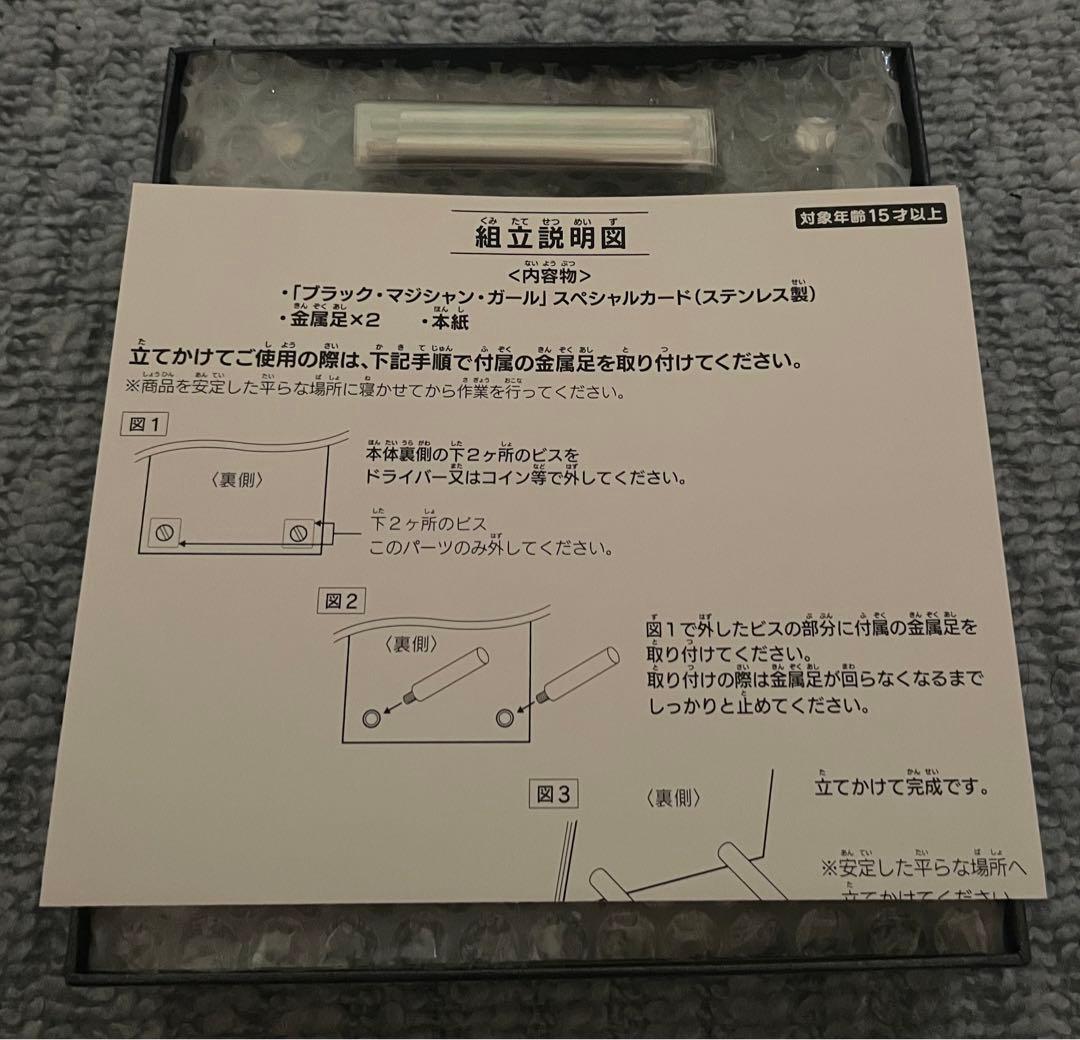 対象年齢15才以上
組立説明図
<内容物>
・「ブラック・マジシャン・ガール」スペシャルカード(ステンレス製)
・金属足×2 ・本紙
立てかけてご使用の際は、下記手順で付属の金属足を取り付けてください。
※商品を安定した平らな場所に寝かせてから作業を行ってください。
図1
〈裏側〉
本体裏側の下2ヶ所のビスを
ドライバー又はコイン等で外してください。
下2ヶ所のビス
このパーツのみ外してください。
図2
〈裏側〉
図1で外したビスの部分に付属の金属足を
取り付けてください。
取り付けの際は金属足が回らなくなるまで
しっかりと止めてください。
図3
〈裏側〉
立てかけて完成です。
※安定した平らな場所へ
立てかけてください